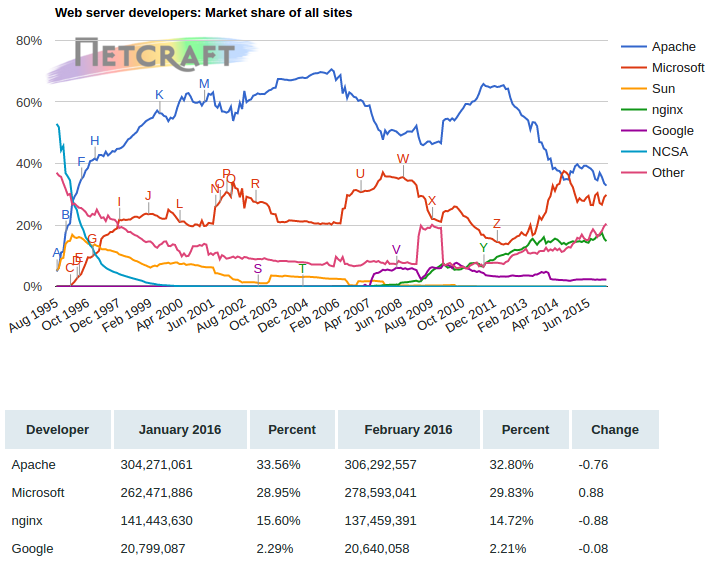 Web server developers: Market share of all sites
NETCRAFT
80%
60%
40%
20%
0%
A
B
C
D
E
F
G
H
I
J
K
L
M
N
O
P
Q
R
S
T
U
V
W
X
Y
Z
Aug 1995
Oct 1996
Dec 1997
Feb 1999
Apr 2000
Jun 2001
Aug 2002
Oct 2003
Dec 2004
Feb 2006
Apr 2007
Jun 2008
Aug 2009
Oct 2010
Dec 2011
Feb 2013
Apr 2014
Jun 2015
Apache
Microsoft
Sun
nginx
Google
NCSA
Other
Developer January 2016 Percent February 2016 Percent Change
Apache 304,271,061 33.56% 306,292,557 32.80% -0.76
Microsoft 262,471,886 28.95% 278,593,041 29.83% 0.88
nginx 141,443,630 15.60% 137,459,391 14.72% -0.88
Google 20,799,087 2.29% 20,640,058 2.21% -0.08